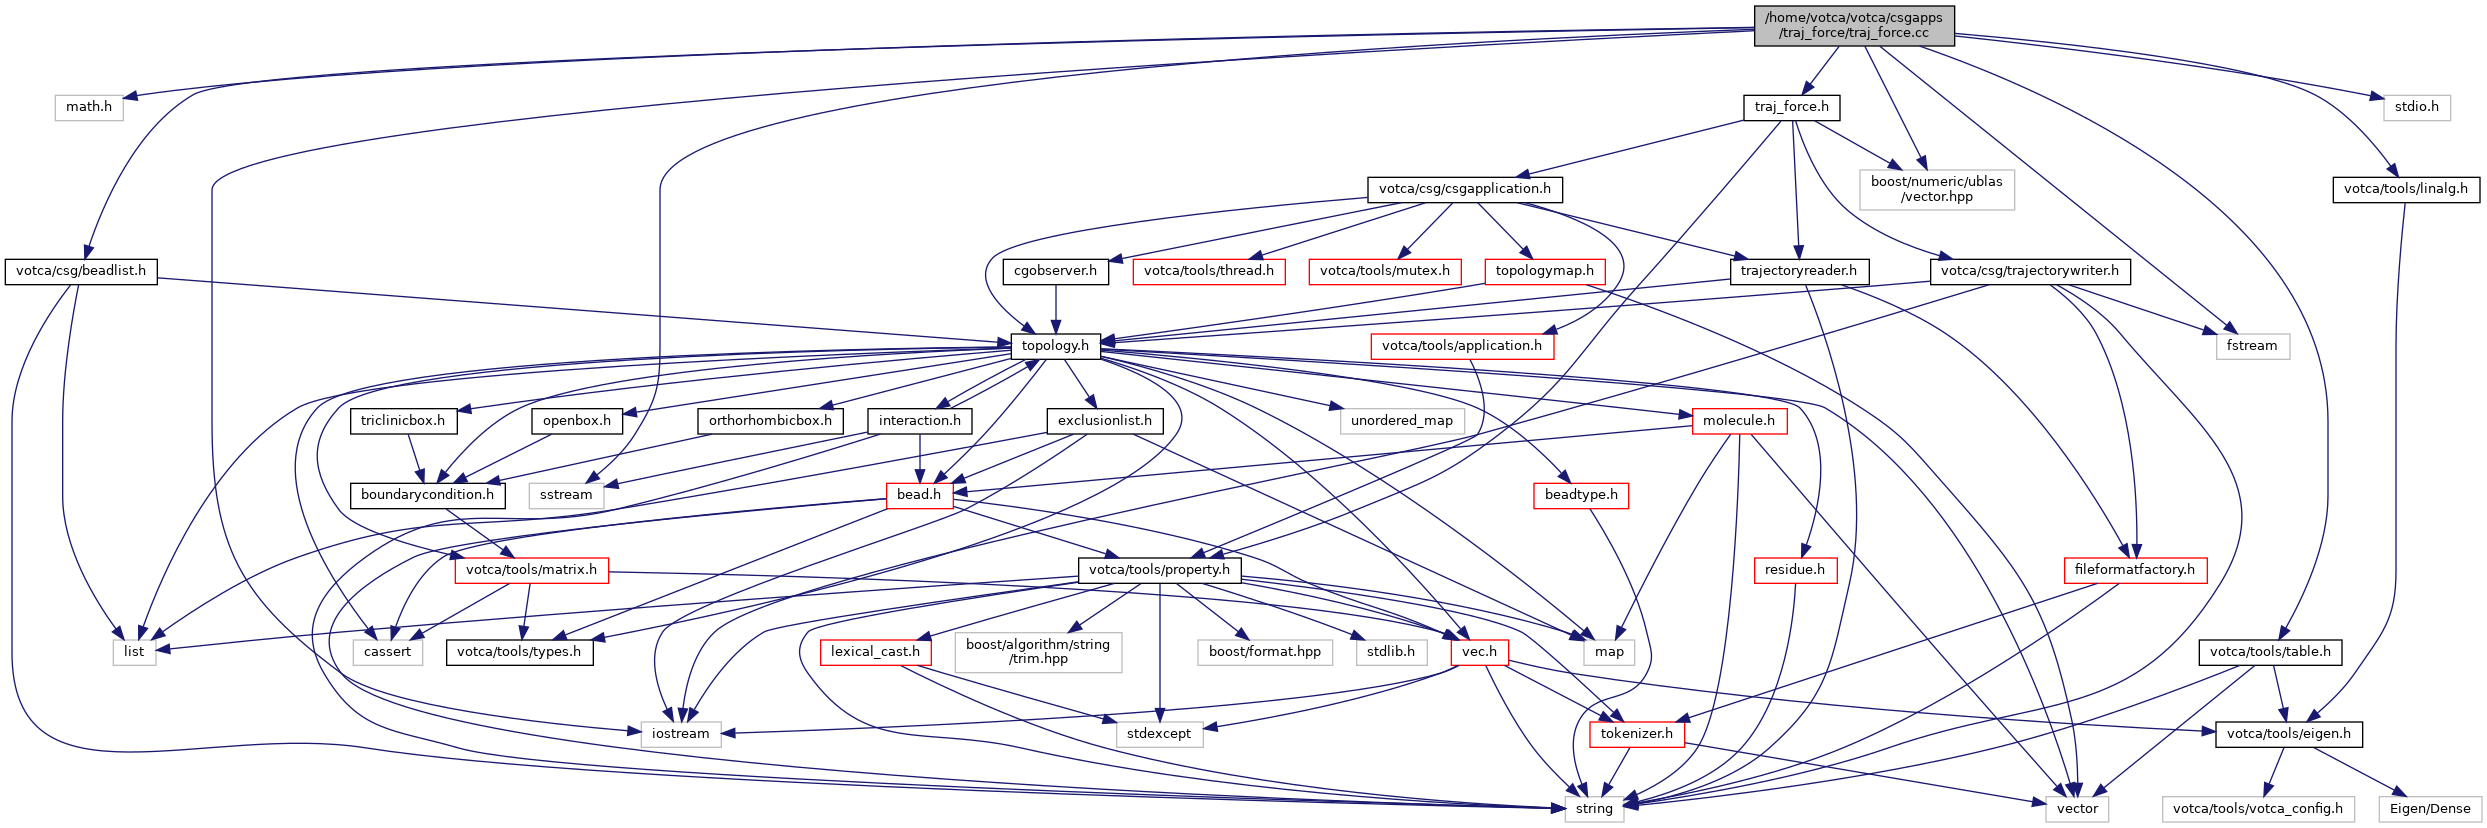 /home/votca/votca/csgapps
/traj_force/traj_force.cc
math.h
traj_force.h
stdio.h
votca/csg/csgapplication.h
boost/numeric/ublas
/vector.hpp
votca/tools/linalg.h
votca/csg/beadlist.h
cgobserver.h
votca/tools/thread.h
votca/tools/mutex.h
topologymap.h
trajectoryreader.h
votca/csg/trajectorywriter.h
topology.h
votca/tools/application.h
fstream
triclinicbox.h
openbox.h
orthorhombicbox.h
interaction.h
exclusionlist.h
unordered_map
molecule.h
boundarycondition.h
sstream
bead.h
beadtype.h
votca/tools/matrix.h
votca/tools/property.h
residue.h
fileformatfactory.h
list
cassert
votca/tools/types.h
lexical_cast.h
boost/algorithm/string
/trim.hpp
boost/format.hpp
stdlib.h
vec.h
map
votca/tools/table.h
iostream
stdexcept
tokenizer.h
votca/tools/eigen.h
string
vector
votca/tools/votca_config.h
Eigen/Dense